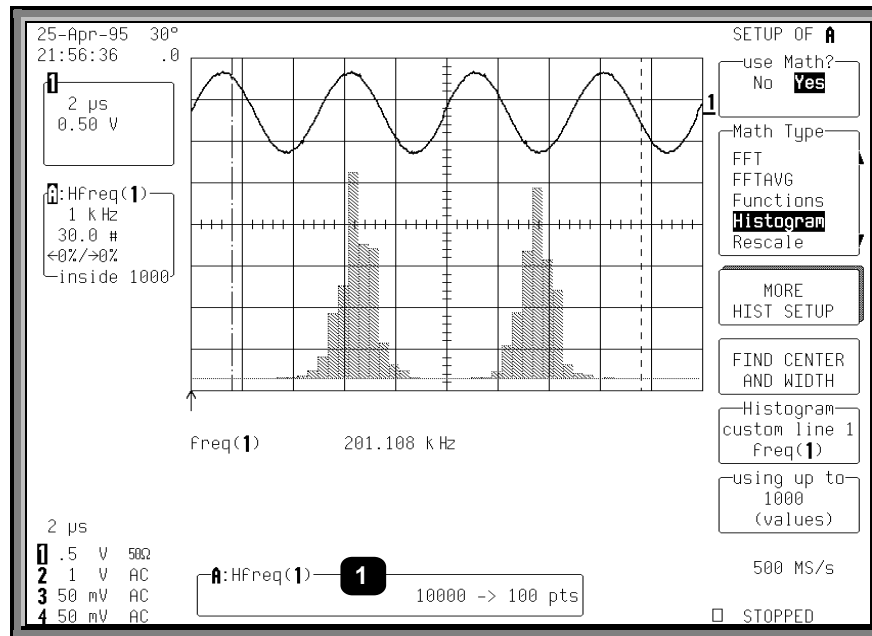 25-Apr-95 30°
21:56:36 .0
1
2 µs
0.50 V
A:Hfreq(1)
1 kHz
30.0 #
←0%/→0%
inside 1000
1
freq(1) 201.108 kHz
2 µs
1 .5 V 50Ω
2 1 V AC
3 50 mV AC
4 50 mV AC
A:Hfreq(1) 1
10000 -> 100 pts
SETUP OF A
use Math?
No Yes
Math Type
FFT
FFTAVG
Functions
Histogram
Rescale
MORE
HIST SETUP
FIND CENTER
AND WIDTH
Histogram
custom line 1
freq(1)
using up to
1000
(values)
500 MS/s
STOPPED